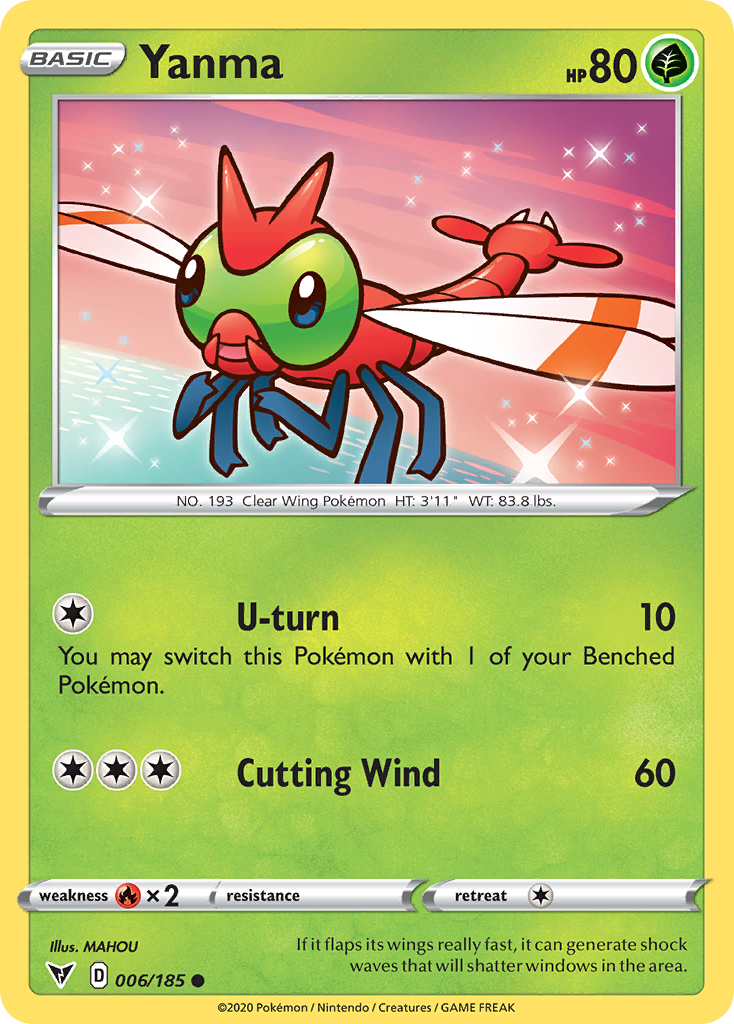 BASIC Yanma HP80
NO. 193 Clear Wing Pokémon HT: 3'11" WT: 83.8 lbs.
U-turn 10
You may switch this Pokémon with 1 of your Benched
Pokémon.
Cutting Wind 60
weakness ×2 resistance retreat
Illus. MAHOU
If it flaps its wings really fast, it can generate shock
waves that will shatter windows in the area.
D 006/185
©2020 Pokémon / Nintendo / Creatures / GAME FREAK